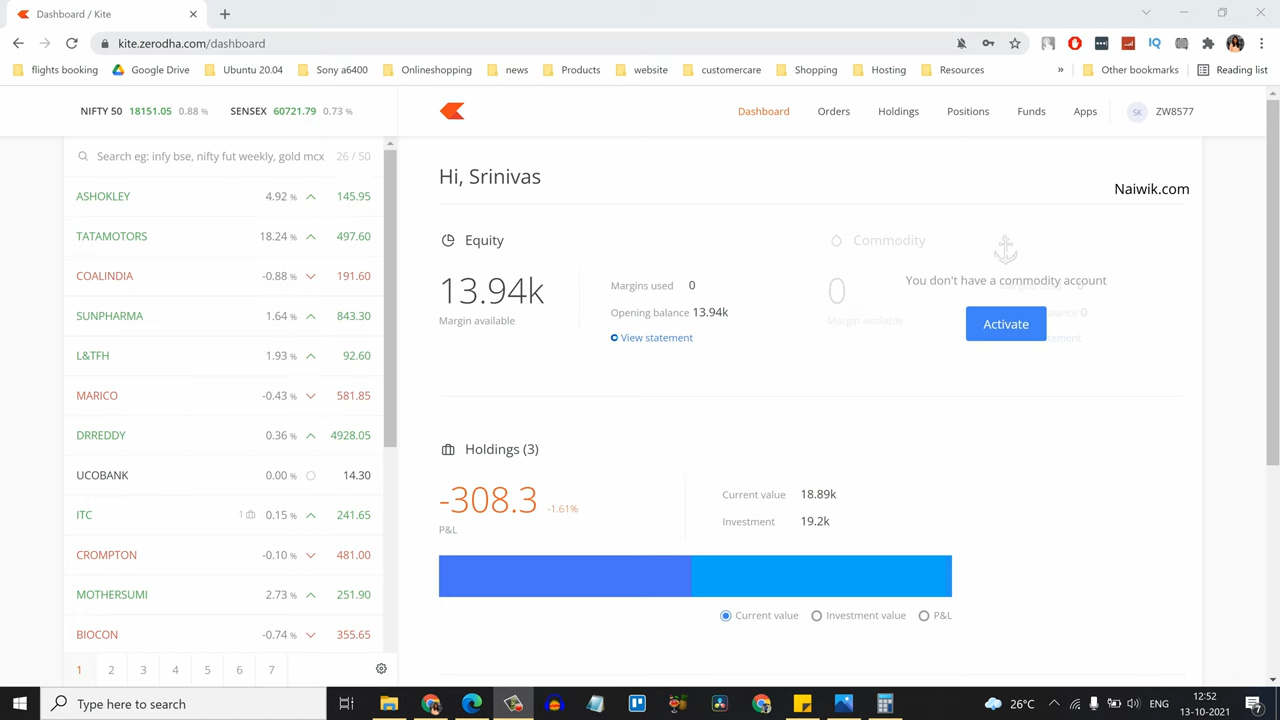 Dashboard / Kite
kite.zerodha.com/dashboard
flights booking Google Drive Ubuntu 20.04 Sony a6400 Onlineshopping news Products website customercare Shopping Hosting Resources » Other bookmarks Reading list
NIFTY 50 18151.05 0.88 % SENSEX 60721.79 0.73 %
Dashboard Orders Holdings Positions Funds Apps SK ZW8577
Search eg: infy bse, nifty fut weekly, gold mcx 26 / 50
ASHOKLEY 4.92 % 145.95
TATAMOTORS 18.24 % 497.60
COALINDIA -0.88 % 191.60
SUNPHARMA 1.64 % 843.30
L&TFH 1.93 % 92.60
MARICO -0.43 % 581.85
DRREDDY 0.36 % 4928.05
UCOBANK 0.00 % 14.30
ITC 1 0.15 % 241.65
CROMPTON -0.10 % 481.00
MOTHERSUMI 2.73 % 251.90
BIOCON -0.74 % 355.65
1 2 3 4 5 6 7
Hi, Srinivas
Naiwik.com
Equity
13.94k
Margin available
Margins used 0
Opening balance 13.94k
View statement
Commodity
0
Margin available
You don't have a commodity account
Activate
0
Holdings (3)
-308.3 -1.61%
P&L
Current value 18.89k
Investment 19.2k
Current value Investment value P&L
Type here to search
26°C
12:52
13-10-2021
7